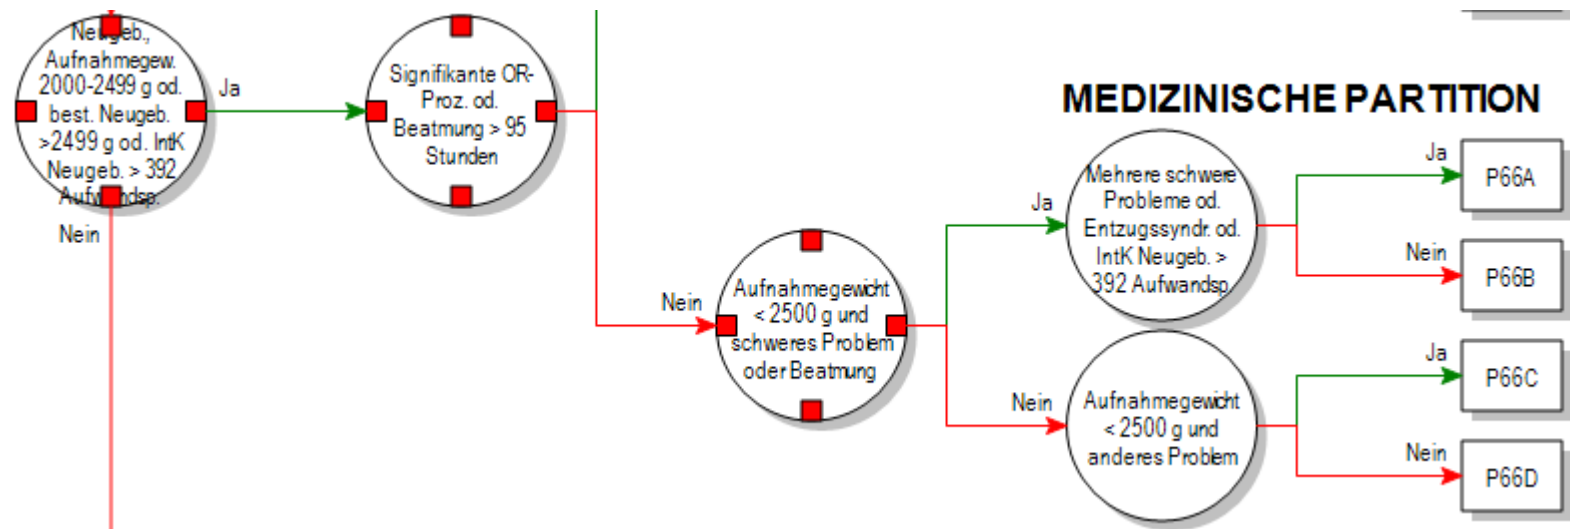 Neugeb.,
Aufnahmegew.
2000-2499 g od.
best. Neugeb.
>2499 g od. IntK
Neugeb. > 392
Aufwandsp.
Ja
Nein
Signifikante OR-
Proz. od.
Beatmung > 95
Stunden
Nein
Aufnahmegewicht
< 2500 g und
schweres Problem
oder Beatmung
MEDIZINISCHE PARTITION
Ja
Mehrere schwere
Probleme od.
Entzugssyndr. od.
IntK Neugeb. >
392 Aufwandsp.
Ja
P66A
Nein
P66B
Nein
Aufnahmegewicht
< 2500 g und
anderes Problem
Ja
P66C
Nein
P66D